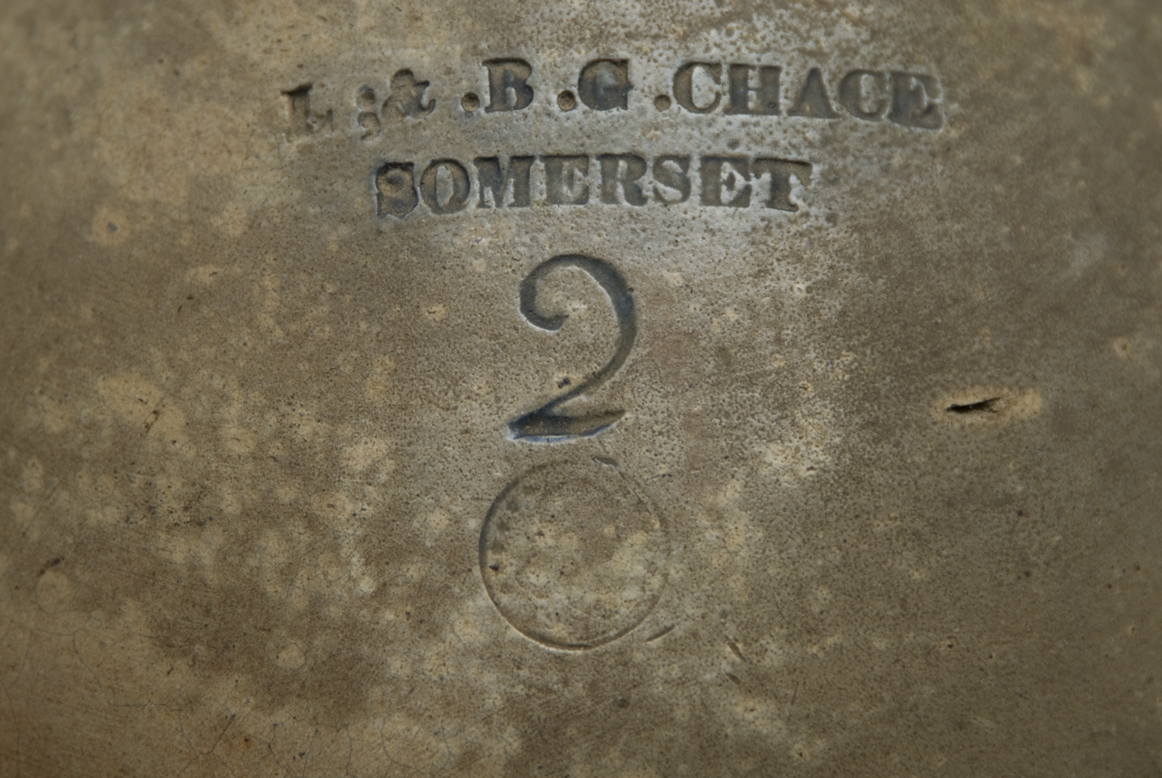 L ;& .B .G .CHACE
SOMERSET
2